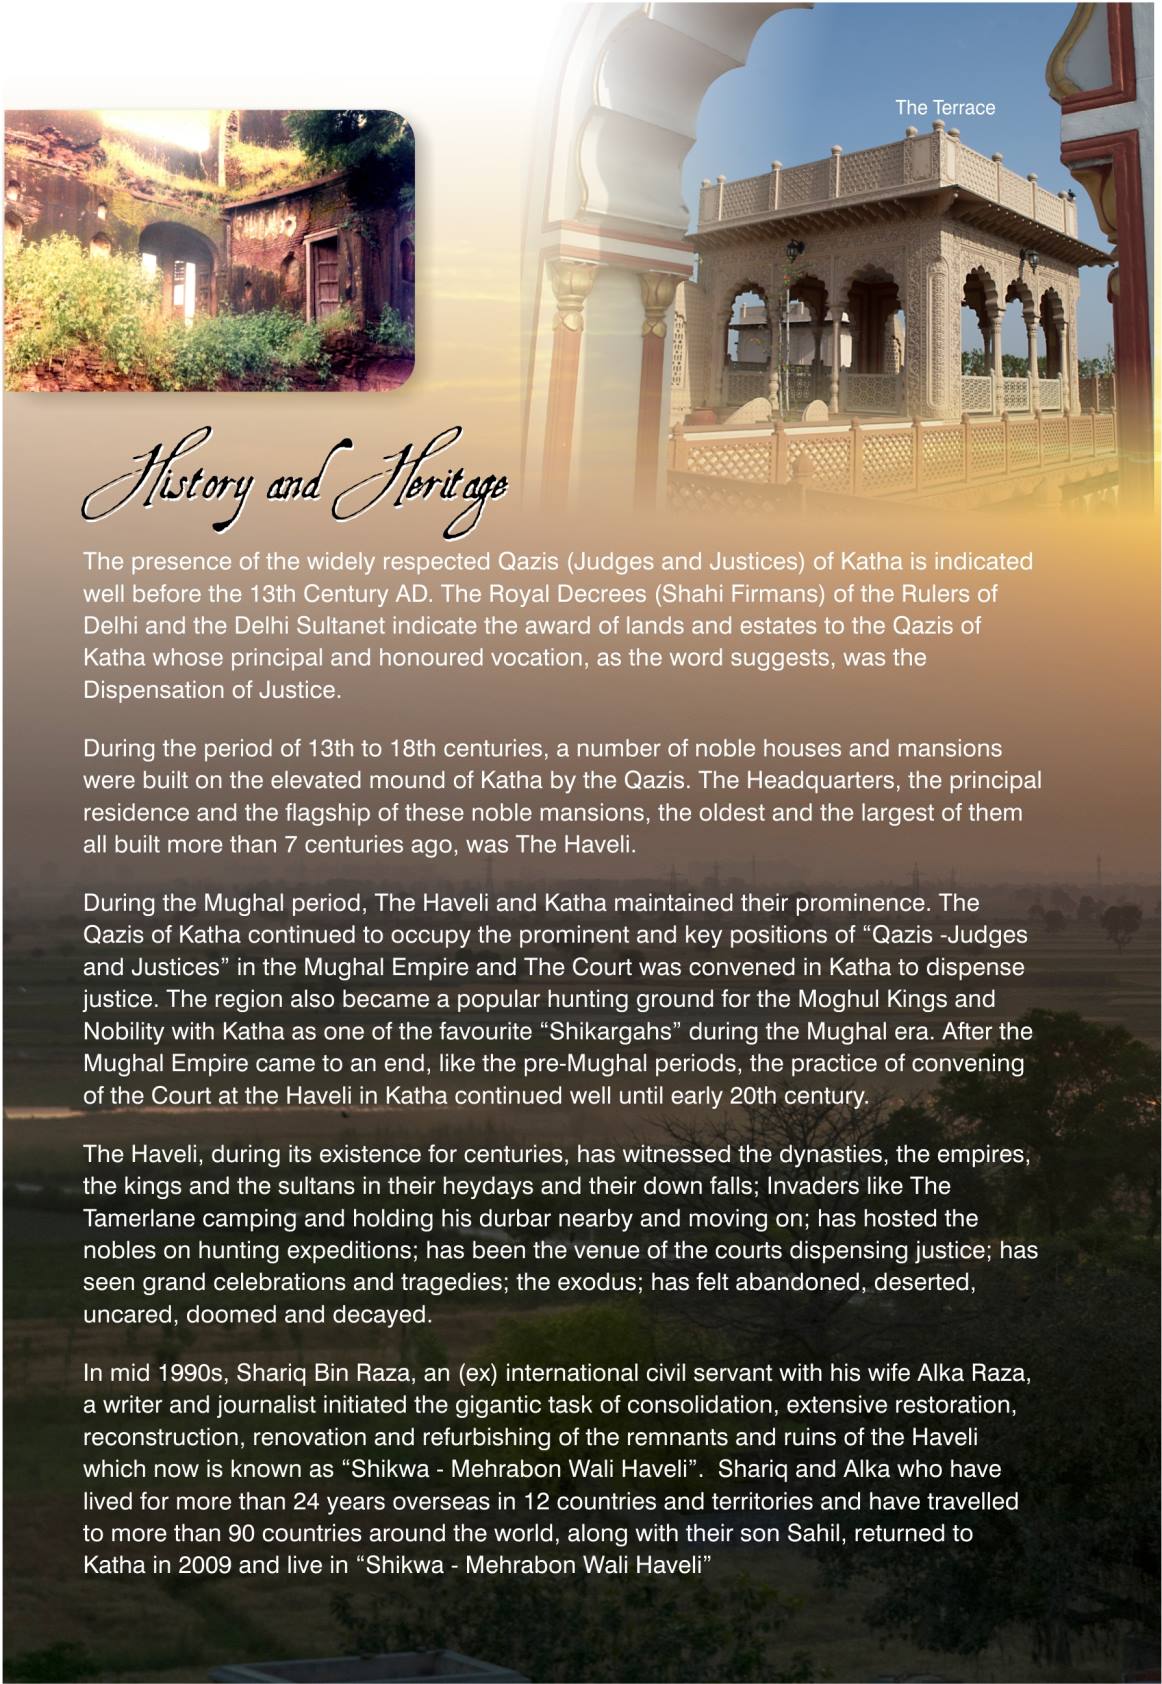 The Terrace
History and Heritage
The presence of the widely respected Qazis (Judges and Justices) of Katha is indicated
well before the 13th Century AD. The Royal Decrees (Shahi Firmans) of the Rulers of
Delhi and the Delhi Sultanet indicate the award of lands and estates to the Qazis of
Katha whose principal and honoured vocation, as the word suggests, was the
Dispensation of Justice.
During the period of 13th to 18th centuries, a number of noble houses and mansions
were built on the elevated mound of Katha by the Qazis. The Headquarters, the principal
residence and the flagship of these noble mansions, the oldest and the largest of them
all built more than 7 centuries ago, was The Haveli.
During the Mughal period, The Haveli and Katha maintained their prominence. The
Qazis of Katha continued to occupy the prominent and key positions of “Qazis -Judges
and Justices” in the Mughal Empire and The Court was convened in Katha to dispense
justice. The region also became a popular hunting ground for the Moghul Kings and
Nobility with Katha as one of the favourite “Shikargahs” during the Mughal era. After the
Mughal Empire came to an end, like the pre-Mughal periods, the practice of convening
of the Court at the Haveli in Katha continued well until early 20th century.
The Haveli, during its existence for centuries, has witnessed the dynasties, the empires,
the kings and the sultans in their heydays and their down falls; Invaders like The
Tamerlane camping and holding his durbar nearby and moving on; has hosted the
nobles on hunting expeditions; has been the venue of the courts dispensing justice; has
seen grand celebrations and tragedies; the exodus; has felt abandoned, deserted,
uncared, doomed and decayed.
In mid 1990s, Shariq Bin Raza, an (ex) international civil servant with his wife Alka Raza,
a writer and journalist initiated the gigantic task of consolidation, extensive restoration,
reconstruction, renovation and refurbishing of the remnants and ruins of the Haveli
which now is known as “Shikwa - Mehrabon Wali Haveli”.  Shariq and Alka who have
lived for more than 24 years overseas in 12 countries and territories and have travelled
to more than 90 countries around the world, along with their son Sahil, returned to
Katha in 2009 and live in “Shikwa - Mehrabon Wali Haveli”